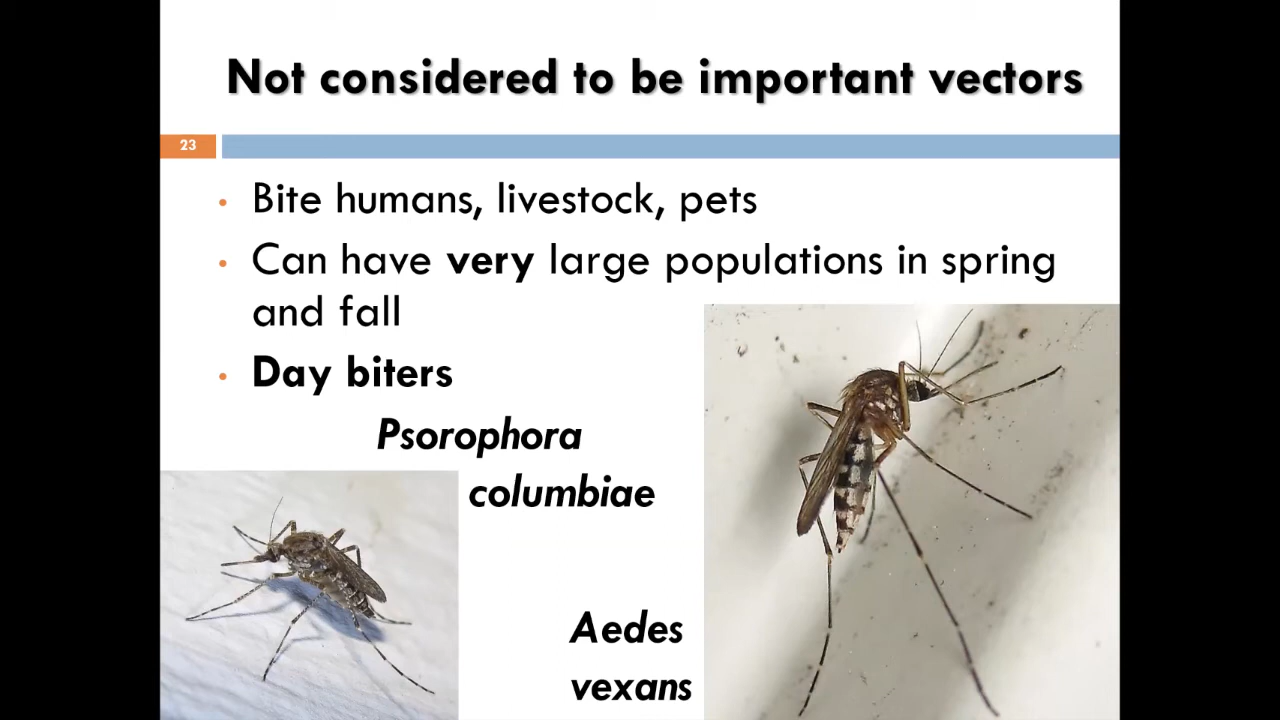 Not considered to be important vectors
23
• Bite humans, livestock, pets
• Can have very large populations in spring
and fall
• Day biters
Psorophora
columbiae
Aedes
vexans